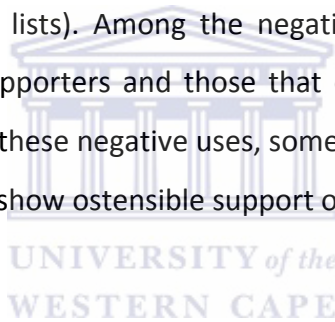 lists). Among the negati
pporters and those that
these negative uses, some
show ostensible support o
UNIVERSITY of the
WESTERN CAPE